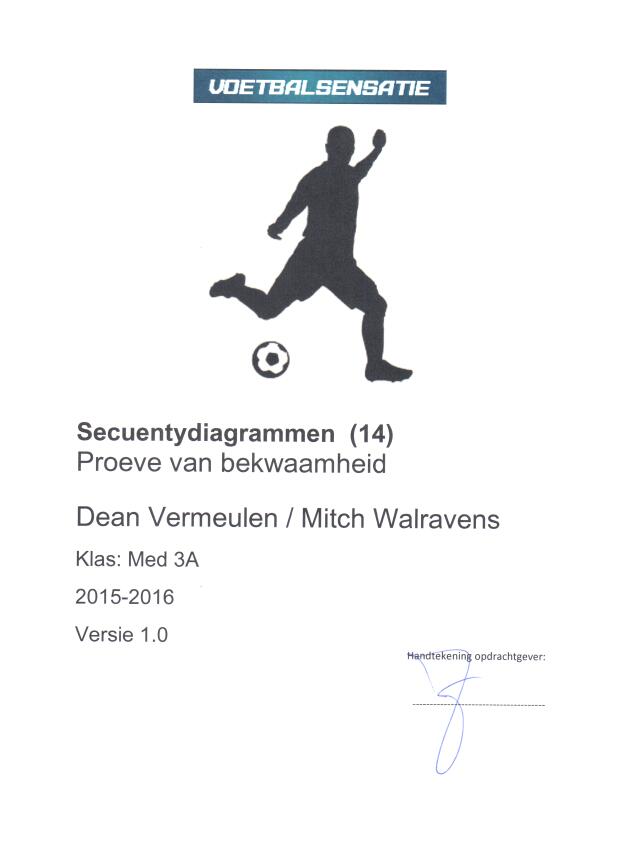 VOETBALSENSATIE
Secuentydiagrammen (14)
Proeve van bekwaamheid
Dean Vermeulen / Mitch Walravens
Klas: Med 3A
2015-2016
Versie 1.0
Handtekening opdrachtgever: